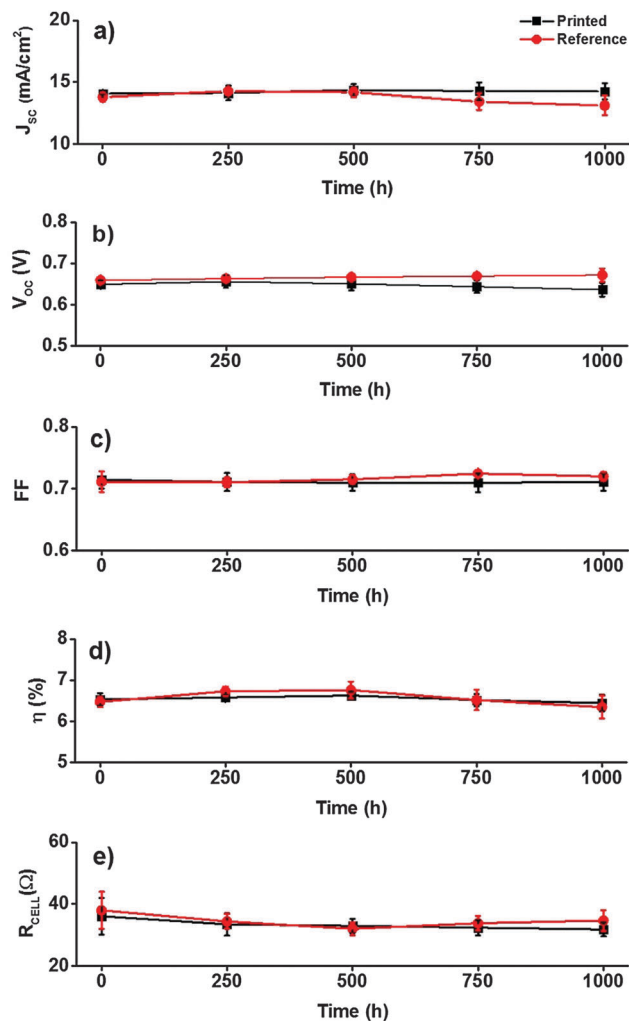 a)
Printed
Reference
J_SC (mA/cm²)
20
15
10
0 250 500 750 1000
Time (h)
b)
V_OC (V)
0.8
0.7
0.6
0.5
0 250 500 750 1000
Time (h)
c)
FF
0.8
0.7
0.6
0 250 500 750 1000
Time (h)
d)
η (%)
8
7
6
5
0 250 500 750 1000
Time (h)
e)
R_CELL (Ω)
60
40
20
0 250 500 750 1000
Time (h)